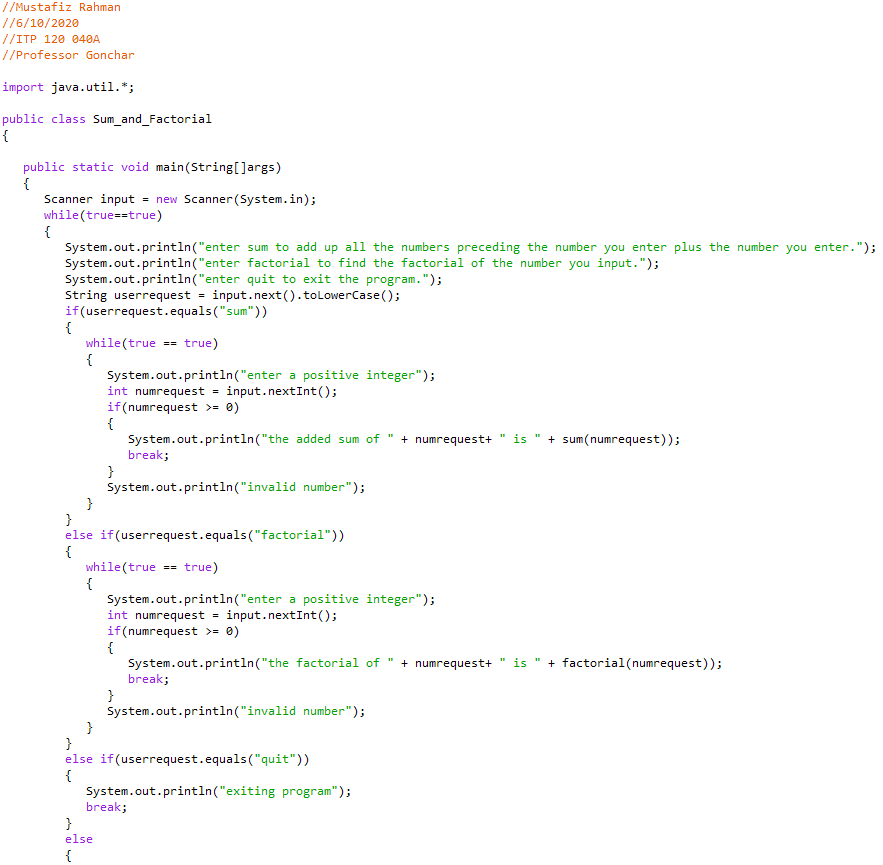 //Mustafiz Rahman
//6/10/2020
//ITP 120 040A
//Professor Gonchar

import java.util.*;

public class Sum_and_Factorial
{

   public static void main(String[]args)
   {
      Scanner input = new Scanner(System.in);
      while(true==true)
      {
         System.out.println("enter sum to add up all the numbers preceding the number you enter plus the number you enter.");
         System.out.println("enter factorial to find the factorial of the number you input.");
         System.out.println("enter quit to exit the program.");
         String userrequest = input.next().toLowerCase();
         if(userrequest.equals("sum"))
         {
            while(true == true)
            {
               System.out.println("enter a positive integer");
               int numrequest = input.nextInt();
               if(numrequest >= 0)
               {
                  System.out.println("the added sum of " + numrequest+ " is " + sum(numrequest));
                  break;
               }
               System.out.println("invalid number");
            }
         }
         else if(userrequest.equals("factorial"))
         {
            while(true == true)
            {
               System.out.println("enter a positive integer");
               int numrequest = input.nextInt();
               if(numrequest >= 0)
               {
                  System.out.println("the factorial of " + numrequest+ " is " + factorial(numrequest));
                  break;
               }
               System.out.println("invalid number");
            }
         }
         else if(userrequest.equals("quit"))
         {
            System.out.println("exiting program");
            break;
         }
         else
         {